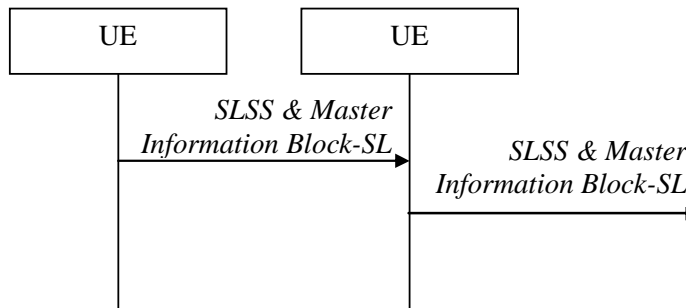 UE
UE
SLSS & Master
Information Block-SL
SLSS & Master
Information Block-SL